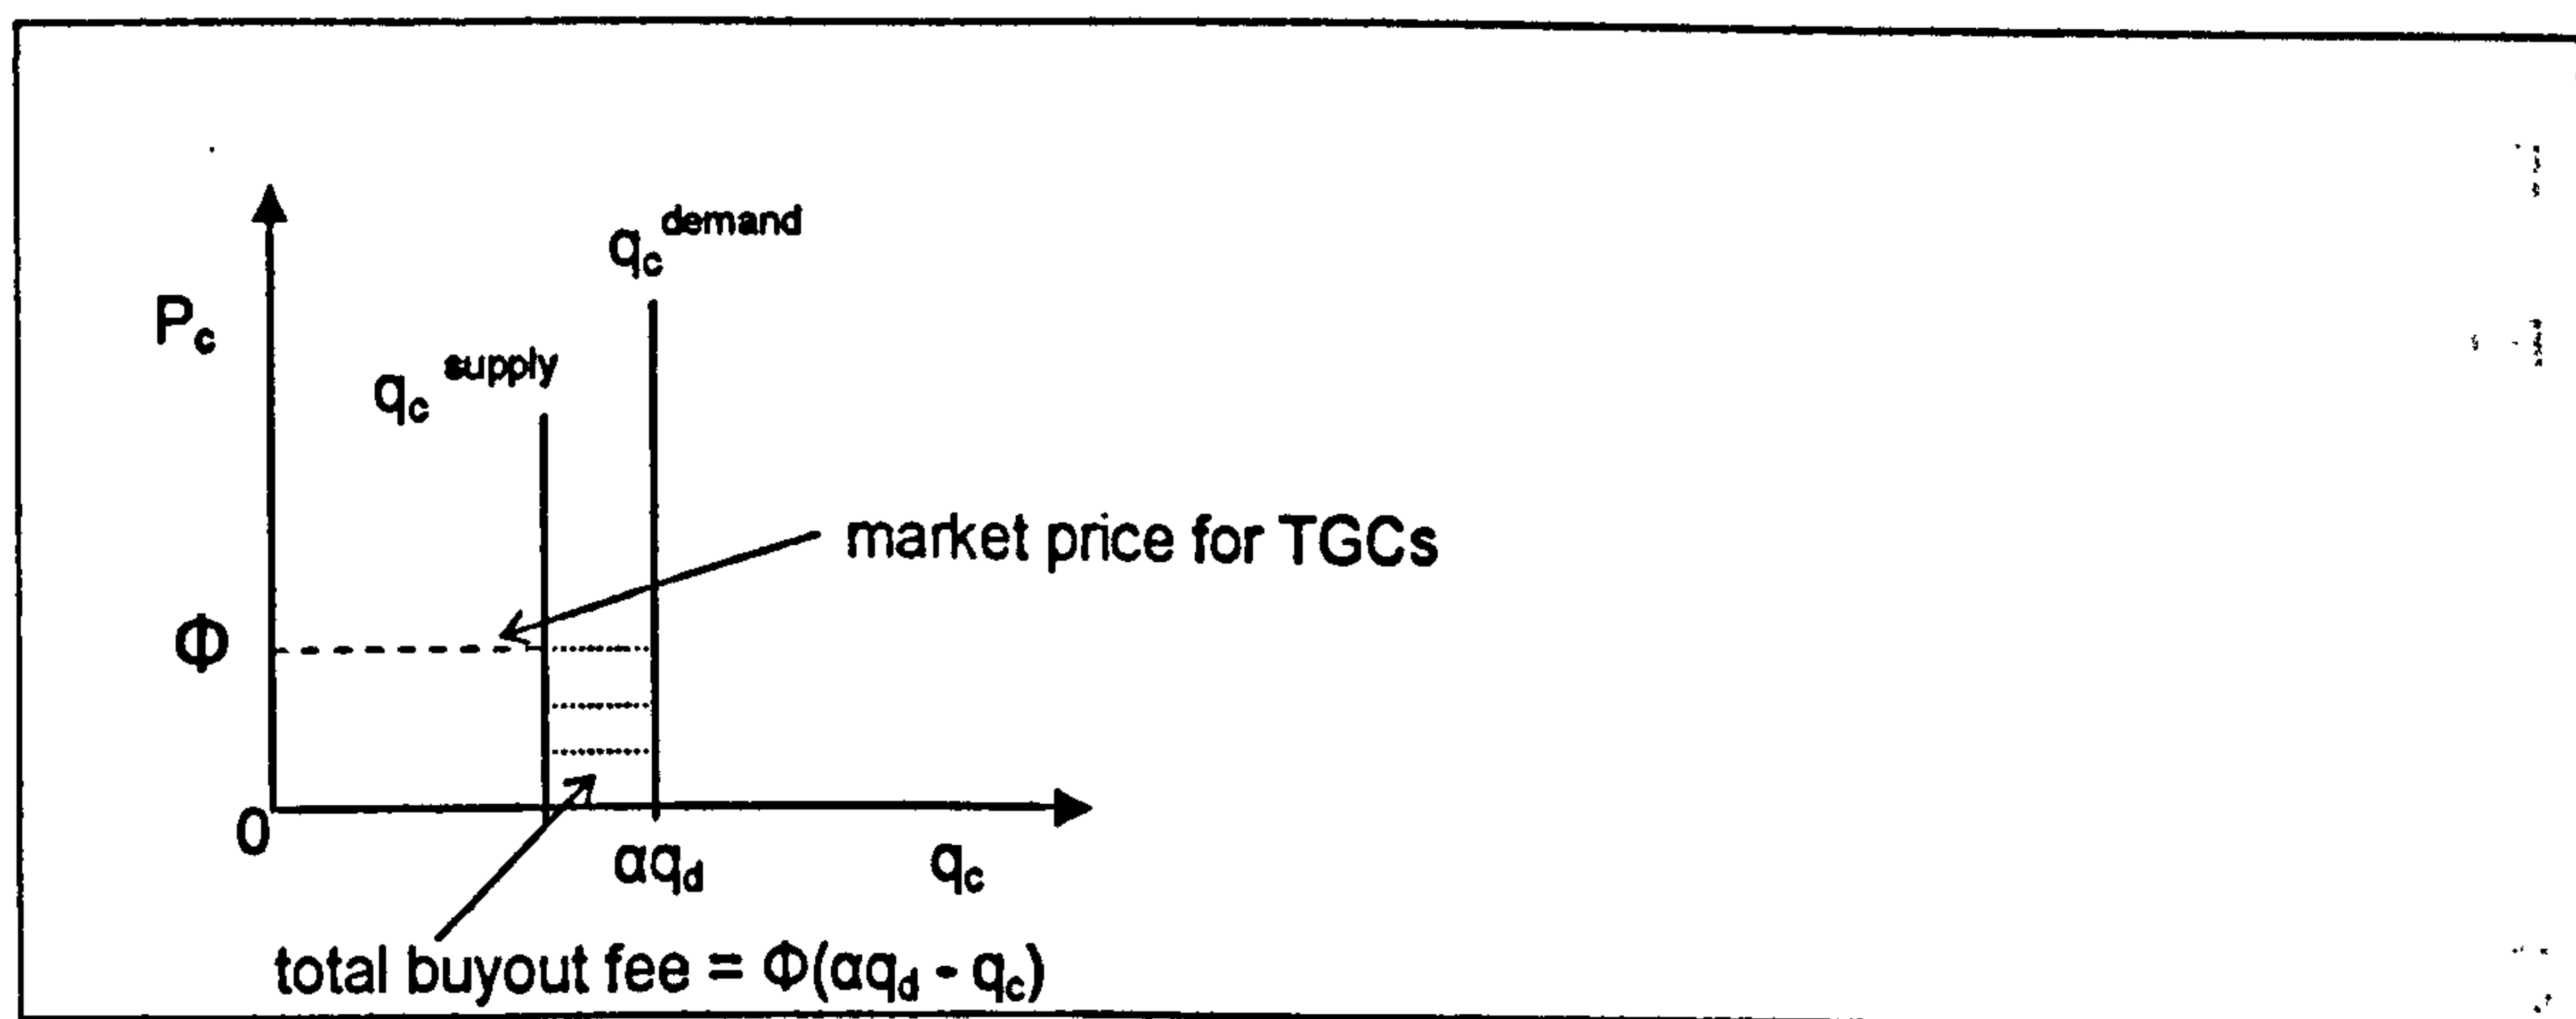 q_c^demand
P_c
q_c^supply
market price for TGCs
Φ
0
αq_d
q_c
total buyout fee = Φ(αq_d - q_c)